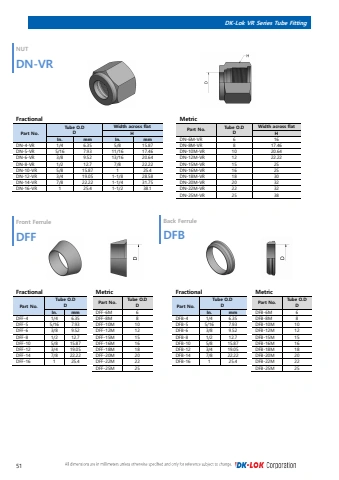 DK-Lok VR Series Tube Fitting
NUT
DN-VR
H
D
Fractional
Part No. Tube O.D D Width across flat H
In. mm In. mm
DN-4-VR 1/4 6.35 5/8 15.87
DN-5-VR 5/16 7.93 11/16 17.46
DN-6-VR 3/8 9.52 13/16 20.64
DN-8-VR 1/2 12.7 7/8 22.22
DN-10-VR 5/8 15.87 1 25.4
DN-12-VR 3/4 19.05 1-1/8 28.58
DN-14-VR 7/8 22.22 1-1/4 31.75
DN-16-VR 1 25.4 1-1/2 38.1
Metric
Part No. Tube O.D D Width across flat H
DN-6M-VR 6 16
DN-8M-VR 8 17.46
DN-10M-VR 10 20.64
DN-12M-VR 12 22.22
DN-15M-VR 15 25
DN-16M-VR 16 25
DN-18M-VR 18 30
DN-20M-VR 20 32
DN-22M-VR 22 32
DN-25M-VR 25 38
Front Ferrule
DFF
D
Fractional
Part No. Tube O.D D
In. mm
DFF-4 1/4 6.35
DFF-5 5/16 7.93
DFF-6 3/8 9.52
DFF-8 1/2 12.7
DFF-10 5/8 15.87
DFF-12 3/4 19.05
DFF-14 7/8 22.22
DFF-16 1 25.4
Metric
Part No. Tube O.D D
DFF-6M 6
DFF-8M 8
DFF-10M 10
DFF-12M 12
DFF-15M 15
DFF-16M 16
DFF-18M 18
DFF-20M 20
DFF-22M 22
DFF-25M 25
Back Ferrule
DFB
D
Fractional
Part No. Tube O.D D
In. mm
DFB-4 1/4 6.35
DFB-5 5/16 7.93
DFB-6 3/8 9.52
DFB-8 1/2 12.7
DFB-10 5/8 15.87
DFB-12 3/4 19.05
DFB-14 7/8 22.22
DFB-16 1 25.4
Metric
Part No. Tube O.D D
DFB-6M 6
DFB-8M 8
DFB-10M 10
DFB-12M 12
DFB-15M 15
DFB-16M 16
DFB-18M 18
DFB-20M 20
DFB-22M 22
DFB-25M 25
51
All dimensions are in millimeters unless otherwise specified and only for reference subject to change.
DK-LOK Corporation